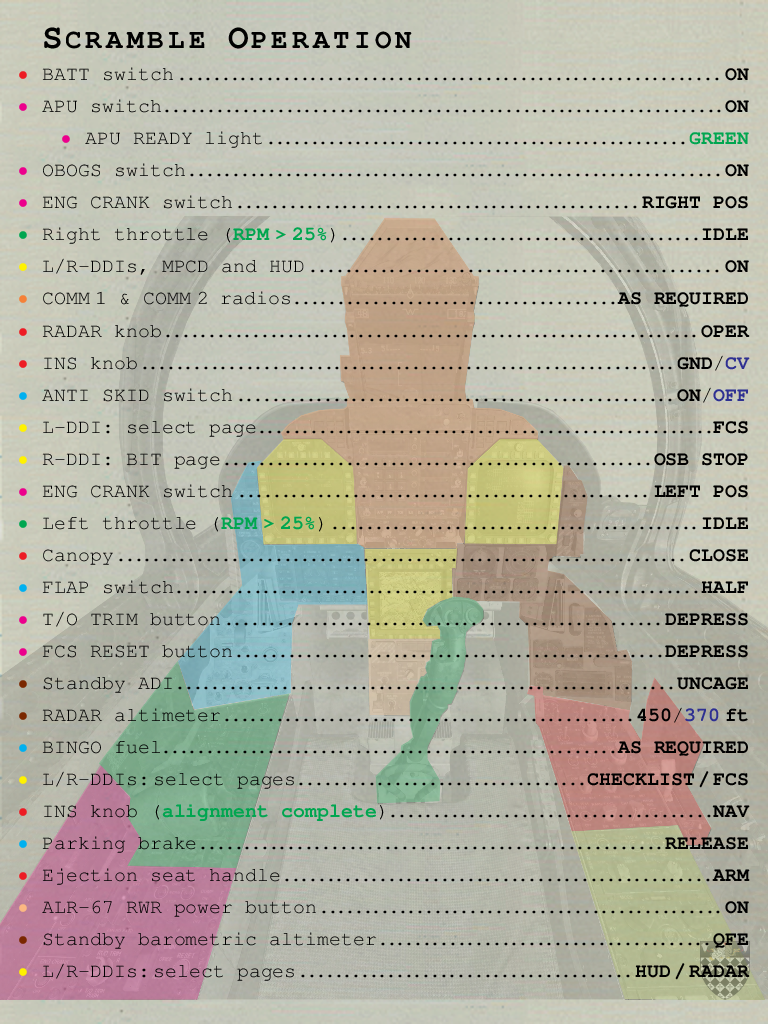 SCRAMBLE OPERATION
• BATT switch ........ ON
• APU switch ........ ON
• APU READY light ........ GREEN
• OBOGS switch ........ ON
• ENG CRANK switch ........ RIGHT POS
• Right throttle (RPM > 25%) ........ IDLE
• L/R-DDIs, MPCD and HUD ........ ON
• COMM 1 & COMM 2 radios ........ AS REQUIRED
• RADAR knob ........ OPER
• INS knob ........ GND/CV
• ANTI SKID switch ........ ON/OFF
• L-DDI: select page ........ FCS
• R-DDI: BIT page ........ OSB STOP
• ENG CRANK switch ........ LEFT POS
• Left throttle (RPM > 25%) ........ IDLE
• Canopy ........ CLOSE
• FLAP switch ........ HALF
• T/O TRIM button ........ DEPRESS
• FCS RESET button ........ DEPRESS
• Standby ADI ........ UNCAGE
• RADAR altimeter ........ 450/370 ft
• BINGO fuel ........ AS REQUIRED
• L/R-DDIs: select pages ........ CHECKLIST / FCS
• INS knob (alignment complete) ........ NAV
• Parking brake ........ RELEASE
• Ejection seat handle ........ ARM
• ALR-67 RWR power button ........ ON
• Standby barometric altimeter ........ QFE
• L/R-DDIs: select pages ........ HUD / RADAR